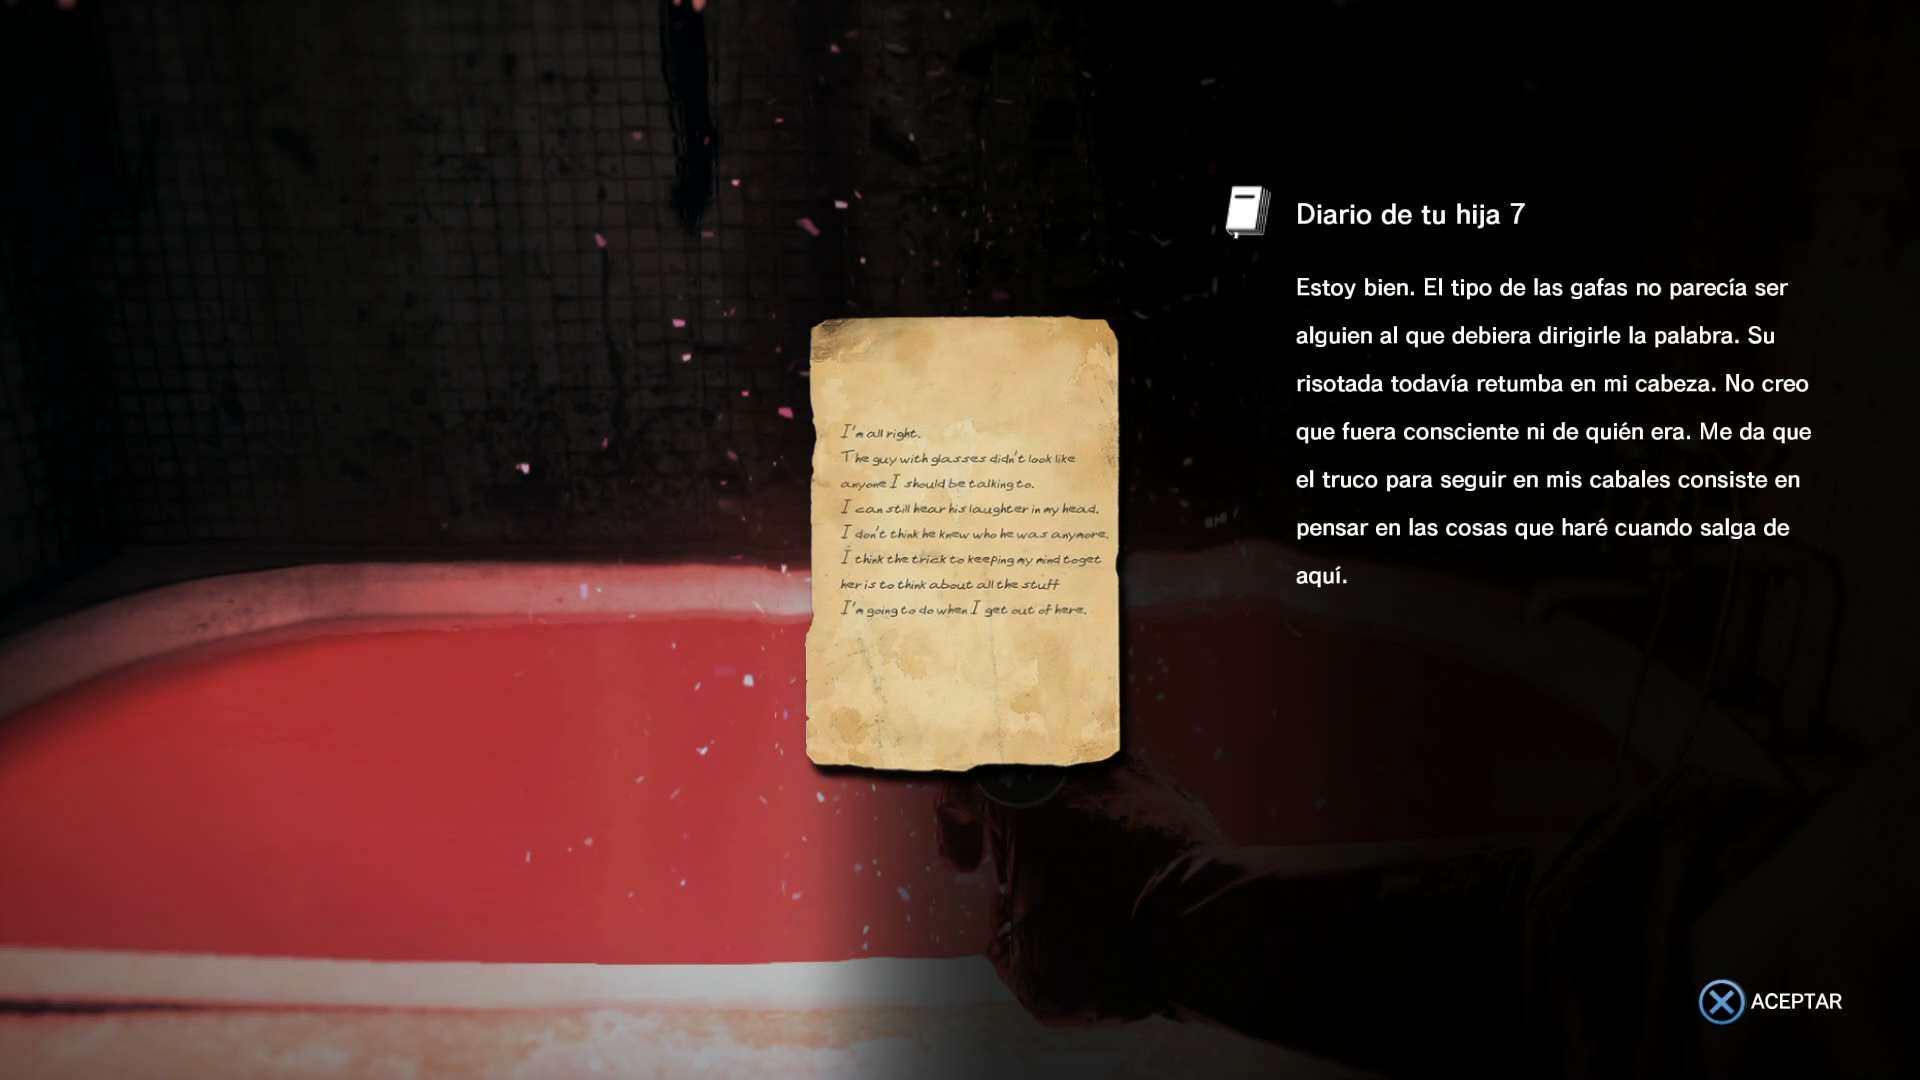 I'm all right.
The guy with glasses didn't look like
anyone I should be talking to.
I can still hear his laughter in my head.
I don't think he knew who he was anymore.
I think the trick to keeping my mind toget
her is to think about all the stuff
I'm going to do when I get out of here.
Diario de tu hija 7
Estoy bien. El tipo de las gafas no parecía ser
alguien al que debiera dirigirle la palabra. Su
risotada todavía retumba en mi cabeza. No creo
que fuera consciente ni de quién era. Me da que
el truco para seguir en mis cabales consiste en
pensar en las cosas que haré cuando salga de
aquí.
ACEPTAR